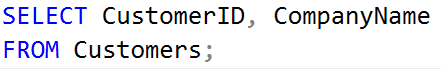 SELECT CustomerID, CompanyName
FROM Customers;